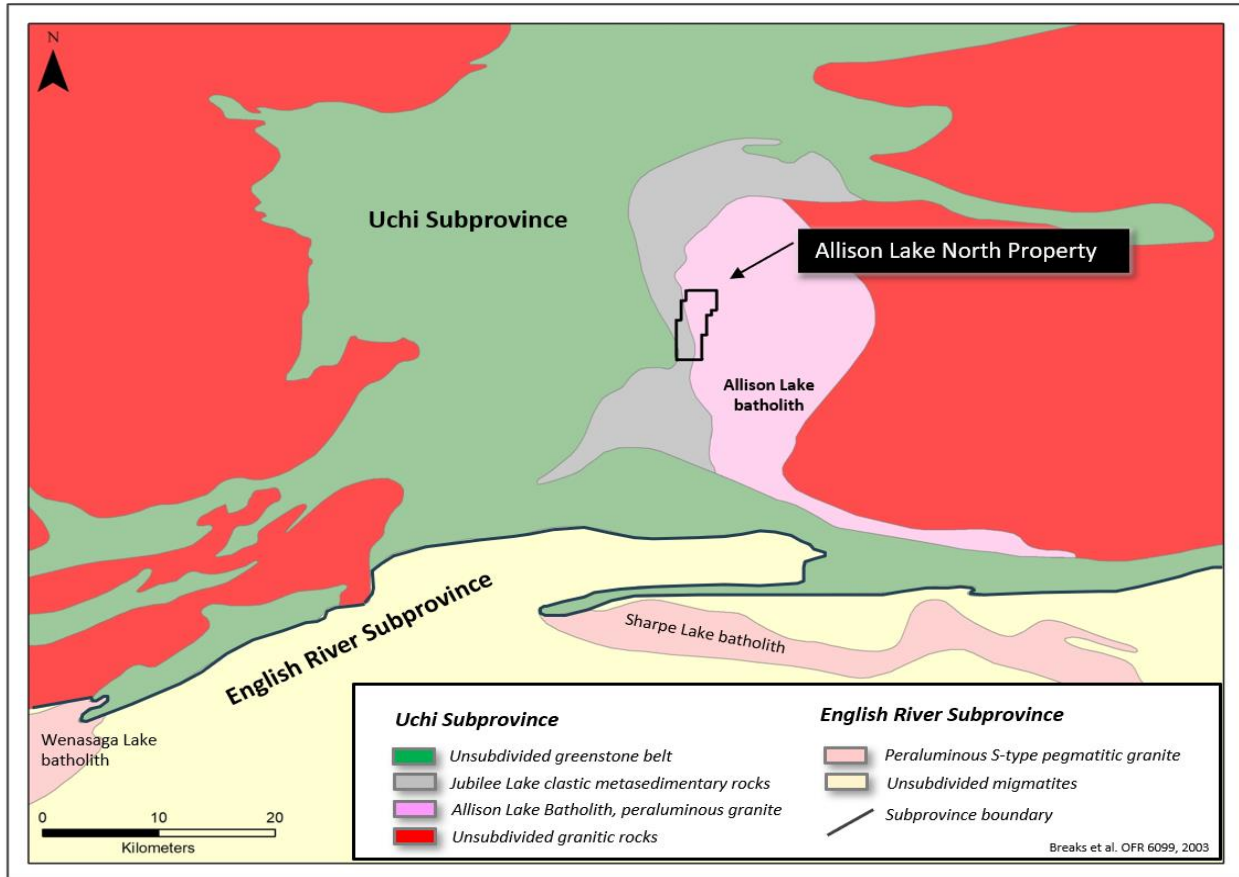 N
Uchi Subprovince
Allison Lake North Property
Allison Lake
batholith
English River Subprovince
Sharpe Lake batholith
Wenasaga Lake
batholith
0 10 20
Kilometers
Uchi Subprovince
Unsubdivided greenstone belt
Jubilee Lake clastic metasedimentary rocks
Allison Lake Batholith, peraluminous granite
Unsubdivided granitic rocks
English River Subprovince
Peraluminous S-type pegmatitic granite
Unsubdivided migmatites
Subprovince boundary
Breaks et al. OFR 6099, 2003